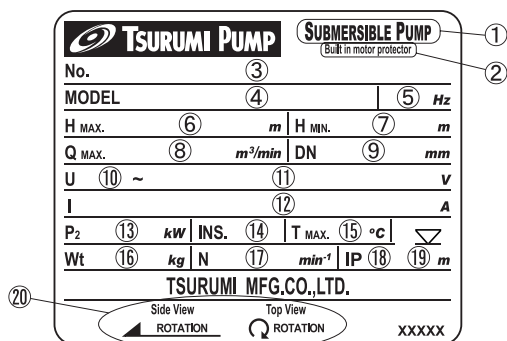 TSURUMI PUMP SUBMERSIBLE PUMP ①
Built in motor protector ②
No. ③
MODEL ④ ⑤ Hz
H MAX. ⑥ m H MIN. ⑦ m
Q MAX. ⑧ m³/min DN ⑨ mm
U ⑩ ~ ⑪ V
I ⑫ A
P₂ ⑬ kW INS. ⑭ T MAX. ⑮ °C
Wt ⑯ kg N ⑰ min⁻¹ IP ⑱ ⑲ m
TSURUMI MFG.CO.,LTD.
⑳
Side View Top View
ROTATION ROTATION XXXXX